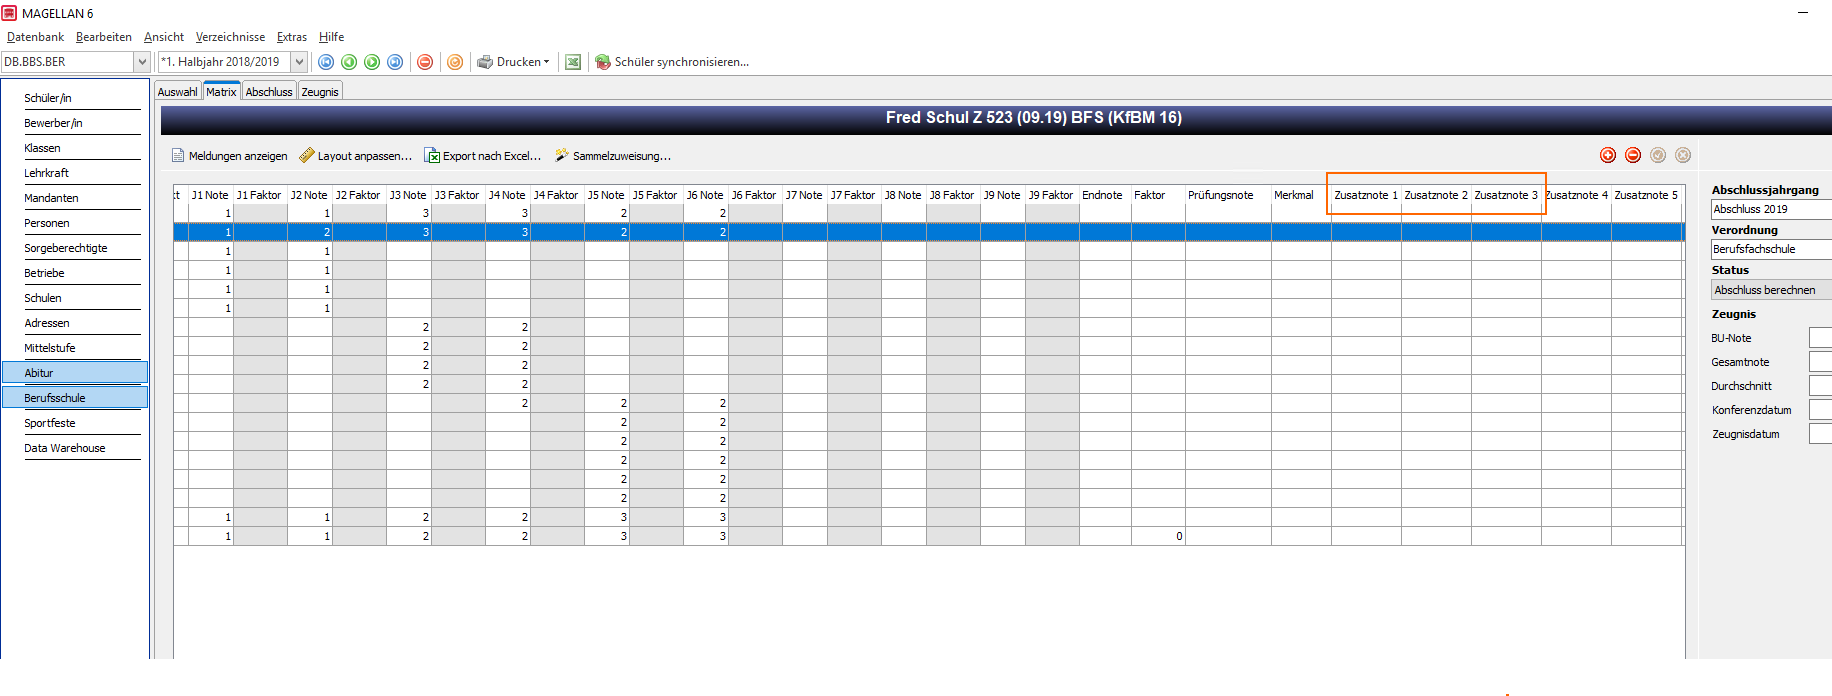 MAGELLAN 6
Datenbank Bearbeiten Ansicht Verzeichnisse Extras Hilfe
DB.BBS.BER *1. Halbjahr 2018/2019 Drucken Schüler synchronisieren...
Auswahl Matrix Abschluss Zeugnis
Schüler/in
Bewerber/in
Klassen
Lehrkraft
Mandanten
Personen
Sorgeberechtigte
Betriebe
Schulen
Adressen
Mittelstufe
Abitur
Berufsschule
Sportfeste
Data Warehouse
Fred Schul Z 523 (09.19) BFS (KfBM 16)
Meldungen anzeigen Layout anpassen... Export nach Excel... Sammelzuweisung...
J1 Note J1 Faktor J2 Note J2 Faktor J3 Note J3 Faktor J4 Note J4 Faktor J5 Note J5 Faktor J6 Note J6 Faktor J7 Note J7 Faktor J8 Note J8 Faktor J9 Note J9 Faktor Endnote Faktor Prüfungsnote Merkmal Zusatznote 1 Zusatznote 2 Zusatznote 3 Zusatznote 4 Zusatznote 5
1 1 3 3 2 2
1 2 3 3 2 2
1 1
1 1
1 1
1 1
2 2
2 2
2 2
2 2
2 2 2
2 2
2 2
2 2
2 2
2 2
1 1 2 2 3 3
1 1 2 2 3 3 0
Abschlussjahrgang
Abschluss 2019
Verordnung
Berufsfachschule
Status
Abschluss berechnen
Zeugnis
BU-Note
Gesamtnote
Durchschnitt
Konferenzdatum
Zeugnisdatum